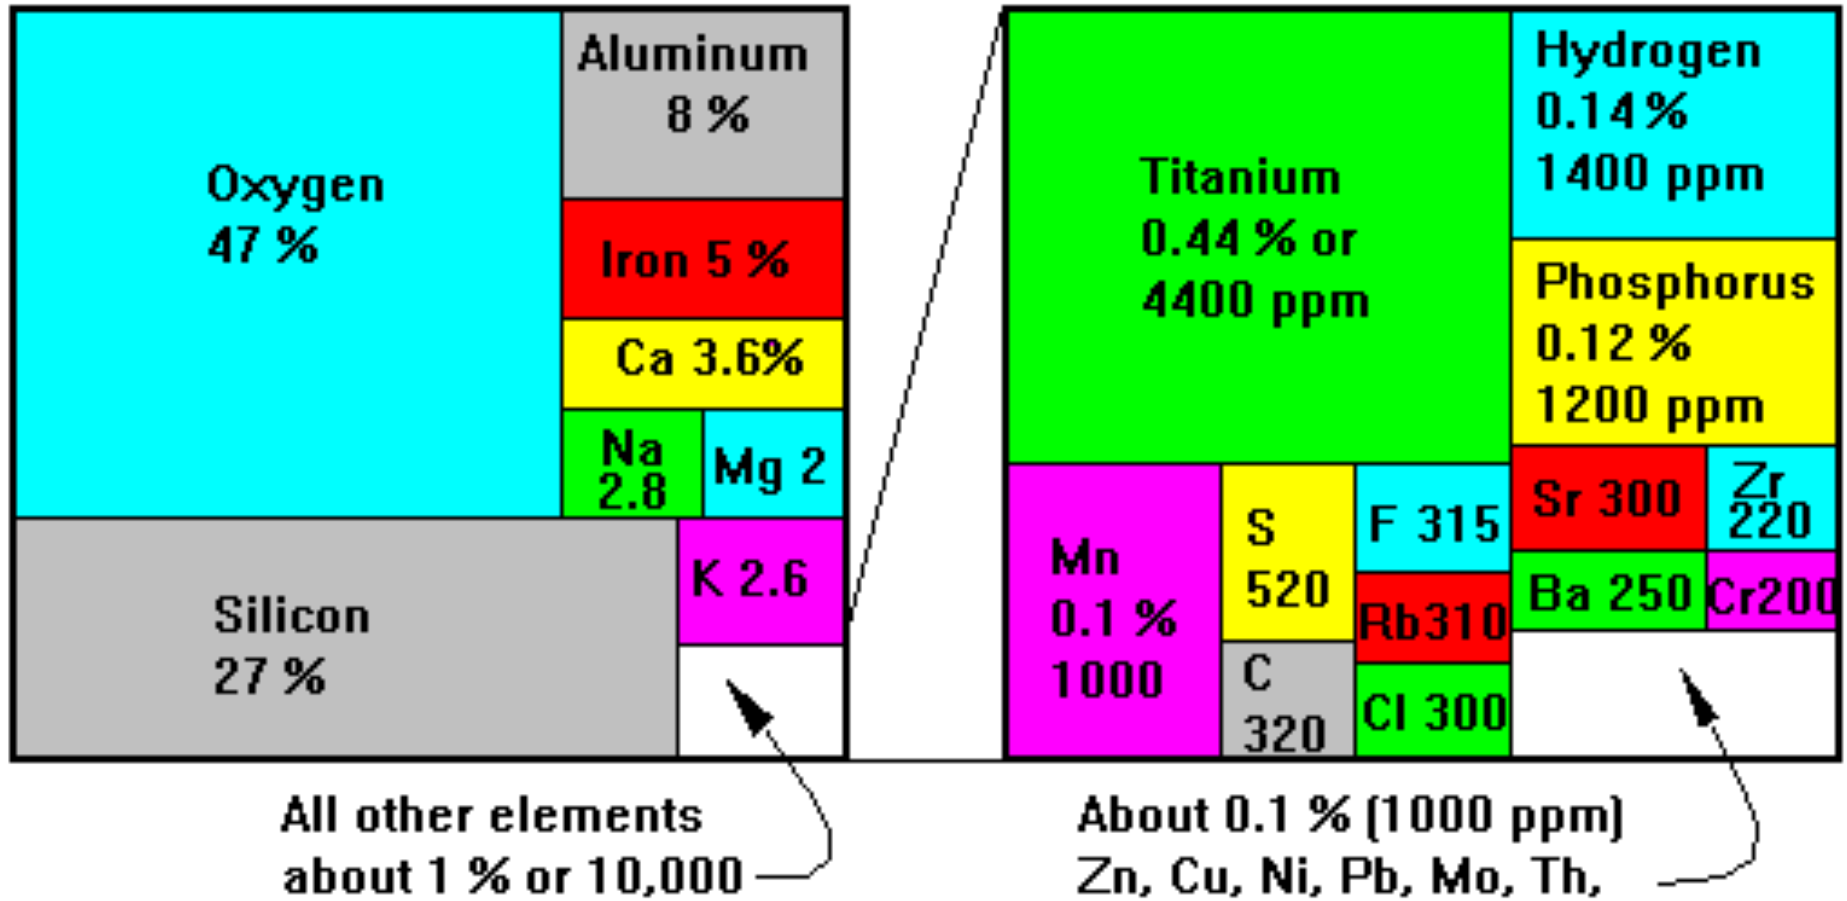 Oxygen
47 %
Aluminum
8 %
Iron 5 %
Ca 3.6%
Na
2.8
Mg 2
Silicon
27 %
K 2.6
All other elements
about 1 % or 10,000
Titanium
0.44 % or
4400 ppm
Hydrogen
0.14 %
1400 ppm
Phosphorus
0.12 %
1200 ppm
Mn
0.1 %
1000
S
520
C
320
F 315
Rb310
Cl 300
Sr 300
Zr
220
Ba 250
Cr200
About 0.1 % (1000 ppm)
Zn, Cu, Ni, Pb, Mo, Th,